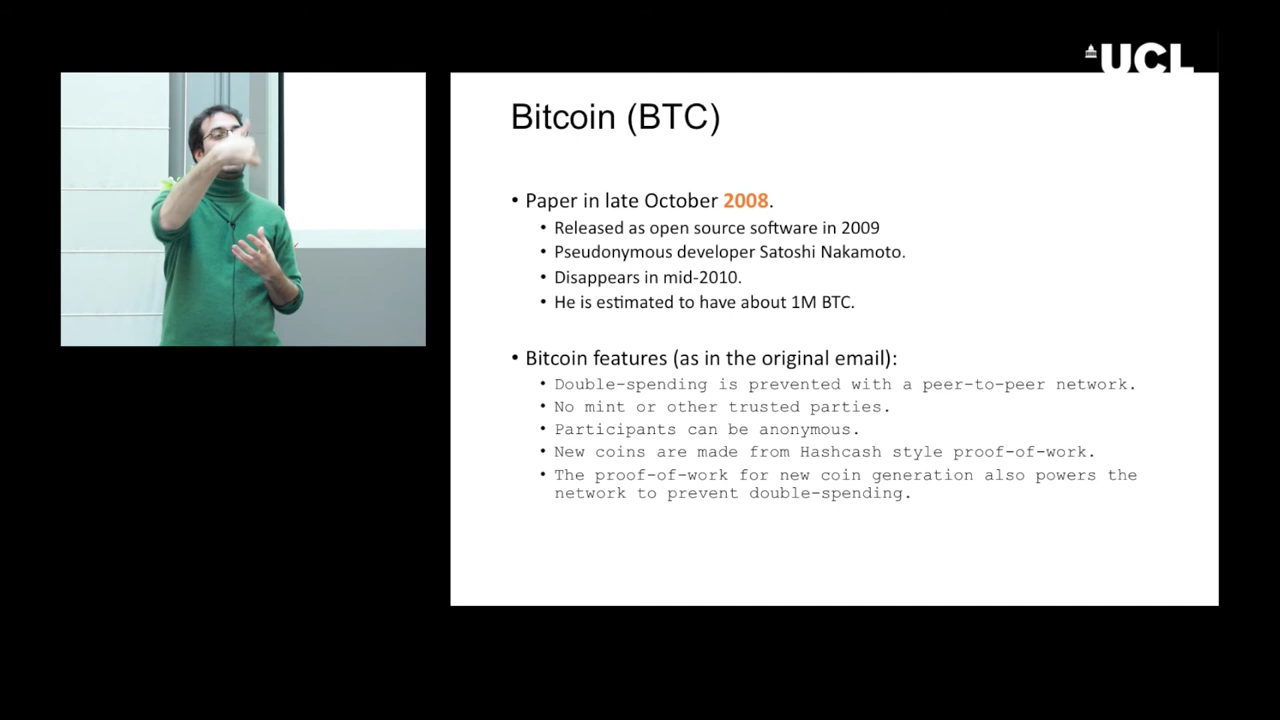 UCL
Bitcoin (BTC)
• Paper in late October 2008.
• Released as open source software in 2009
• Pseudonymous developer Satoshi Nakamoto.
• Disappears in mid-2010.
• He is estimated to have about 1M BTC.
• Bitcoin features (as in the original email):
• Double-spending is prevented with a peer-to-peer network.
• No mint or other trusted parties.
• Participants can be anonymous.
• New coins are made from Hashcash style proof-of-work.
• The proof-of-work for new coin generation also powers the
network to prevent double-spending.